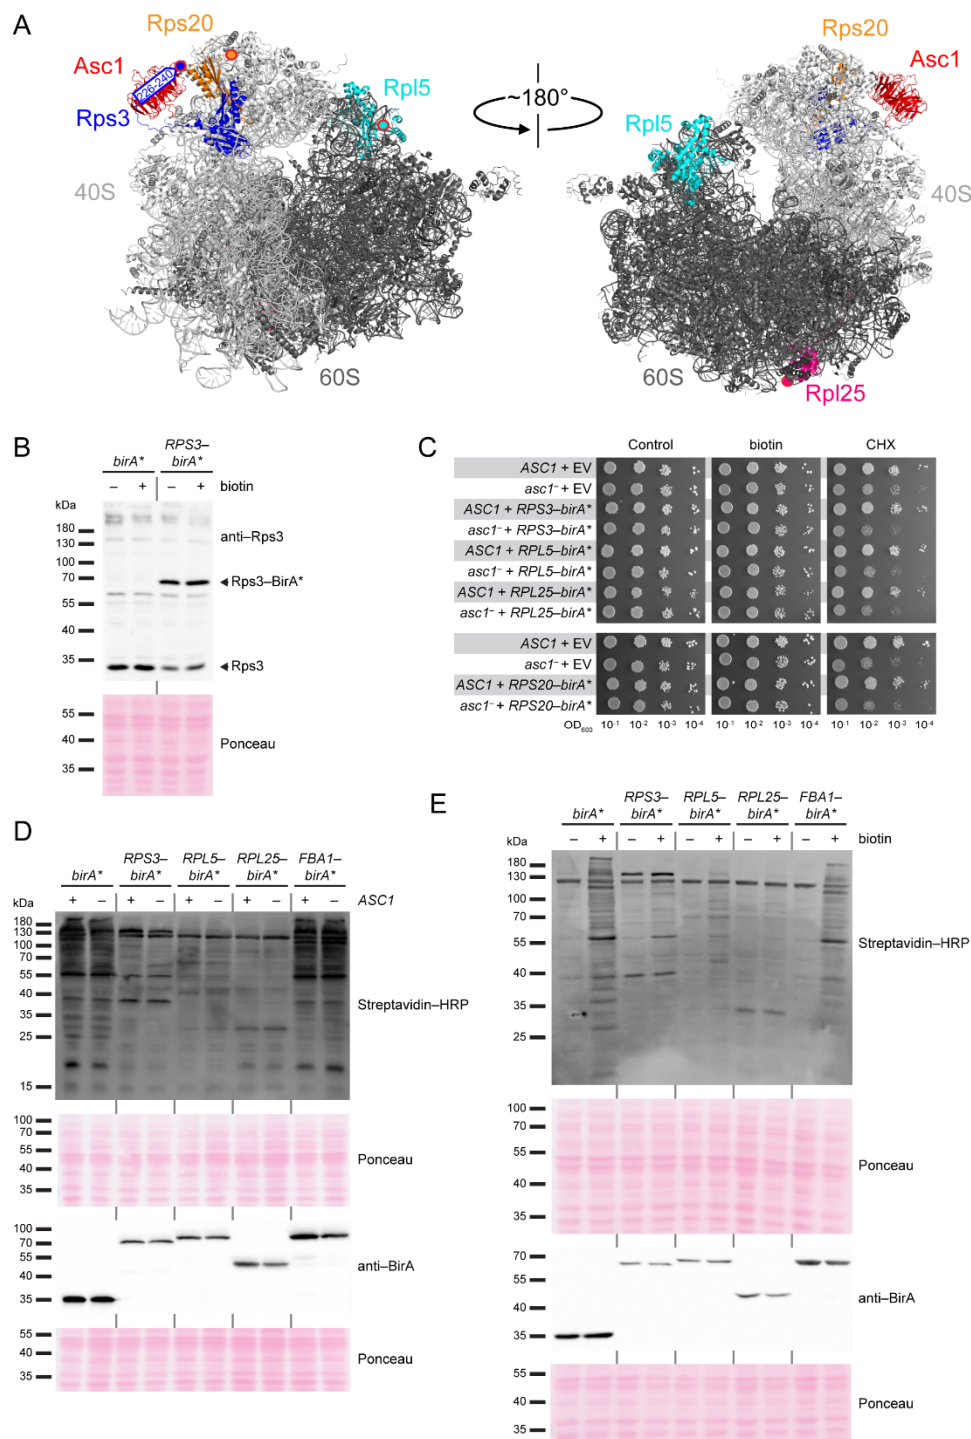 A
Rps20
Asc1
226-240
Rps3
Rpl5
40S
60S
~180°
Rps20
Asc1
Rpl5
40S
60S
Rpl25
B
birA*
RPS3–
birA*
– + – + biotin
kDa
180
130
100
70
55
40
35
anti–Rps3
Rps3–BirA*
Rps3
55
40
35
Ponceau
C
Control biotin CHX
ASC1 + EV
asc1– + EV
ASC1 + RPS3–birA*
asc1– + RPS3–birA*
ASC1 + RPL5–birA*
asc1– + RPL5–birA*
ASC1 + RPL25–birA*
asc1– + RPL25–birA*
ASC1 + EV
asc1– + EV
ASC1 + RPS20–birA*
asc1– + RPS20–birA*
OD600 10-1 10-2 10-3 10-4 10-1 10-2 10-3 10-4 10-1 10-2 10-3 10-4
D
birA*
RPS3–
birA*
RPL5–
birA*
RPL25–
birA*
FBA1–
birA*
+ – + – + – + – + – ASC1
kDa
180
130
100
70
55
40
35
25
15
Streptavidin–HRP
100
70
55
40
35
Ponceau
100
70
55
40
35
anti–BirA
55
40
35
Ponceau
E
birA*
RPS3–
birA*
RPL5–
birA*
RPL25–
birA*
FBA1–
birA*
– + – + – + – + – + biotin
kDa
180
130
100
70
55
40
35
25
Streptavidin–HRP
100
70
55
40
35
Ponceau
70
55
40
35
anti–BirA
55
40
35
Ponceau